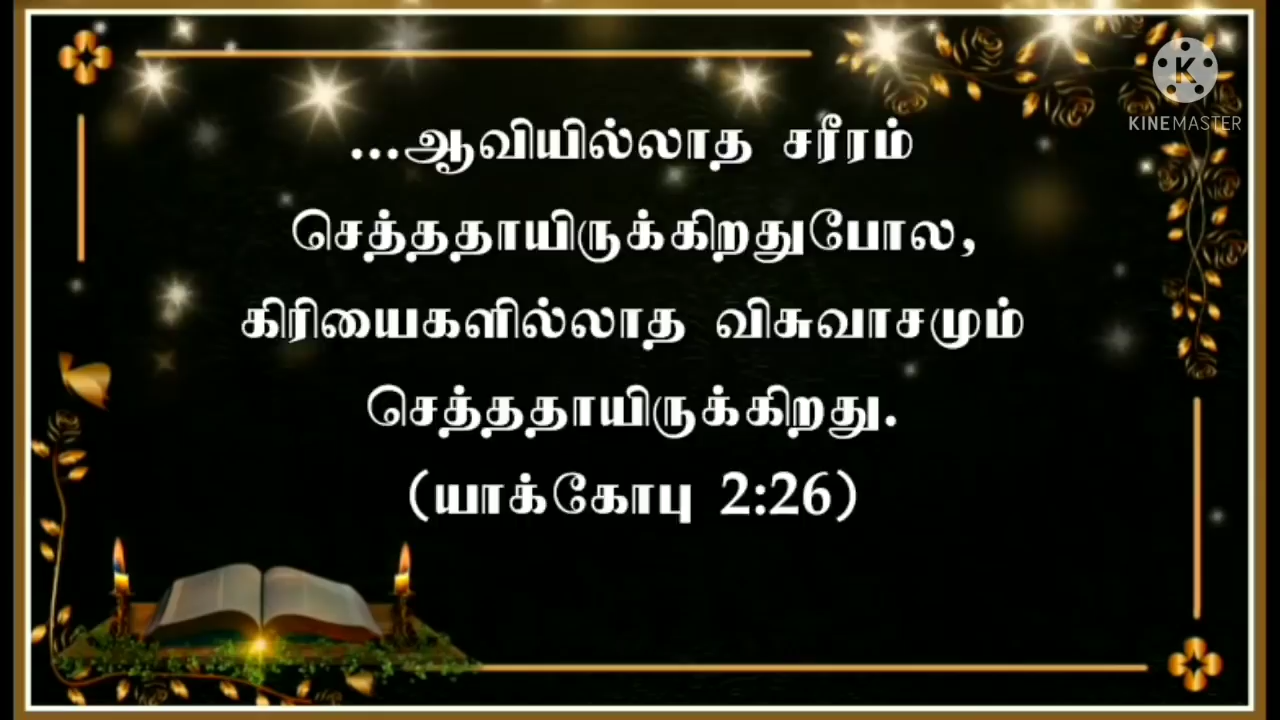 ...ஆவியில்லாத சரீரம்
செத்ததாயிருக்கிறதுபோல,
கிரியைகளில்லாத விசுவாசமும்
செத்ததாயிருக்கிறது.
(யாக்கோபு 2:26)
K
KINEMASTER